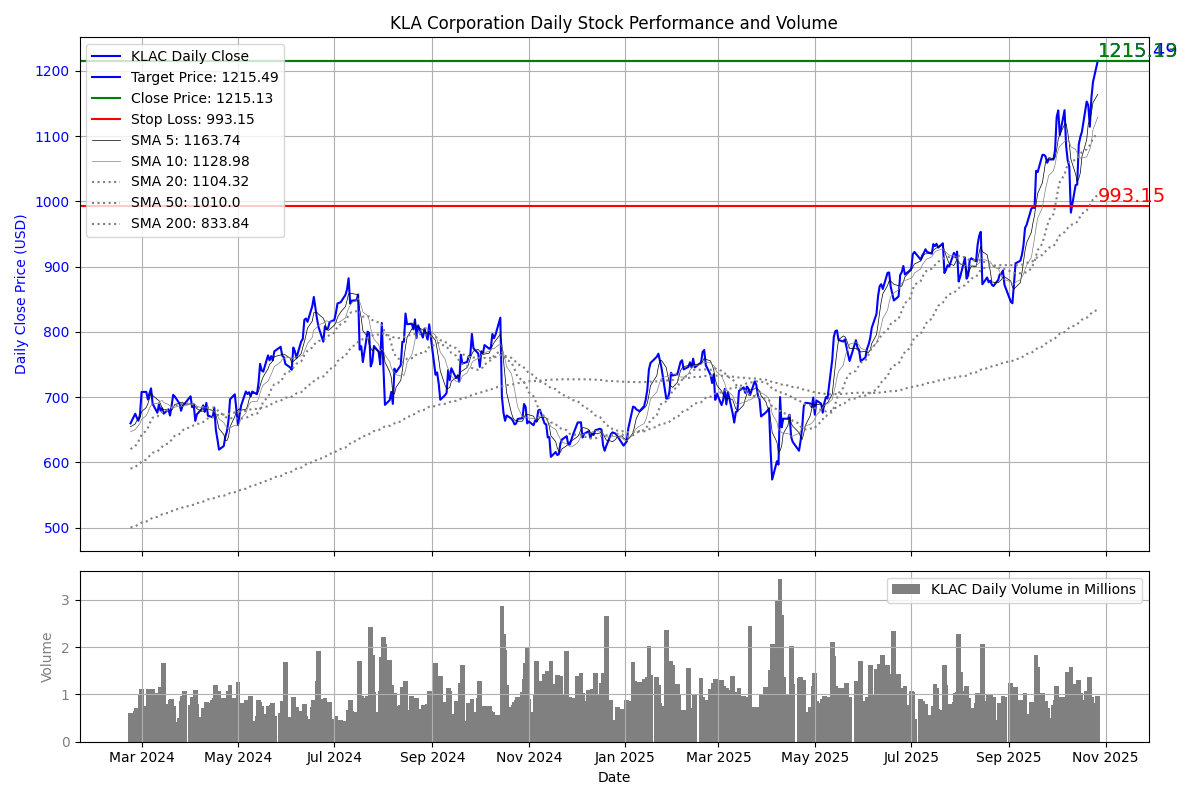 KLA Corporation Daily Stock Performance and Volume
KLAC Daily Close
Target Price: 1215.49
Close Price: 1215.13
Stop Loss: 993.15
SMA 5: 1163.74
SMA 10: 1128.98
SMA 20: 1104.32
SMA 50: 1010.0
SMA 200: 833.84
993.15
Daily Close Price (USD)
1200
1100
1000
900
800
700
600
500
KLAC Daily Volume in Millions
Volume
3
2
1
0
Mar 2024 May 2024 Jul 2024 Sep 2024 Nov 2024 Jan 2025 Mar 2025 May 2025 Jul 2025 Sep 2025 Nov 2025
Date